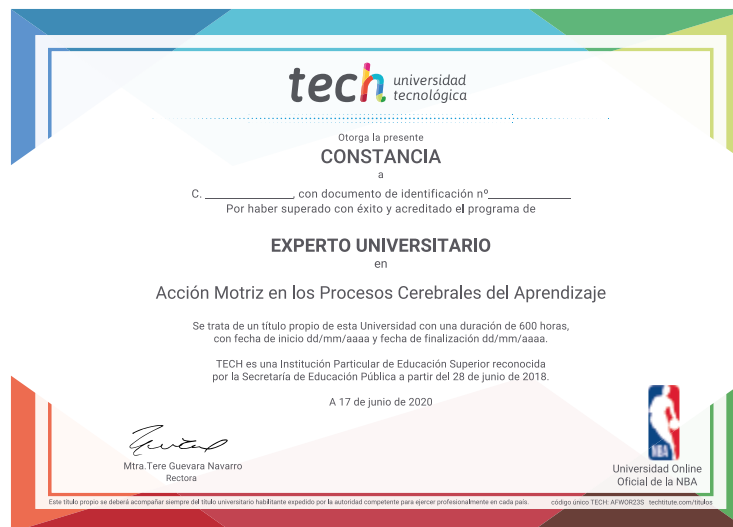 tech universidad
tecnológica
Otorga la presente
CONSTANCIA
a
C. ______________, con documento de identificación nº______________
Por haber superado con éxito y acreditado el programa de
EXPERTO UNIVERSITARIO
en
Acción Motriz en los Procesos Cerebrales del Aprendizaje
Se trata de un título propio de esta Universidad con una duración de 600 horas,
con fecha de inicio dd/mm/aaaa y fecha de finalización dd/mm/aaaa.
TECH es una Institución Particular de Educación Superior reconocida
por la Secretaría de Educación Pública a partir del 28 de junio de 2018.
A 17 de junio de 2020
Mtra.Tere Guevara Navarro
Rectora
NBA
Universidad Online
Oficial de la NBA
Este título propio se deberá acompañar siempre del título universitario habilitante expedido por la autoridad competente para ejercer profesionalmente en cada país. código único TECH: AFWOR23S techtitute.com/titulos